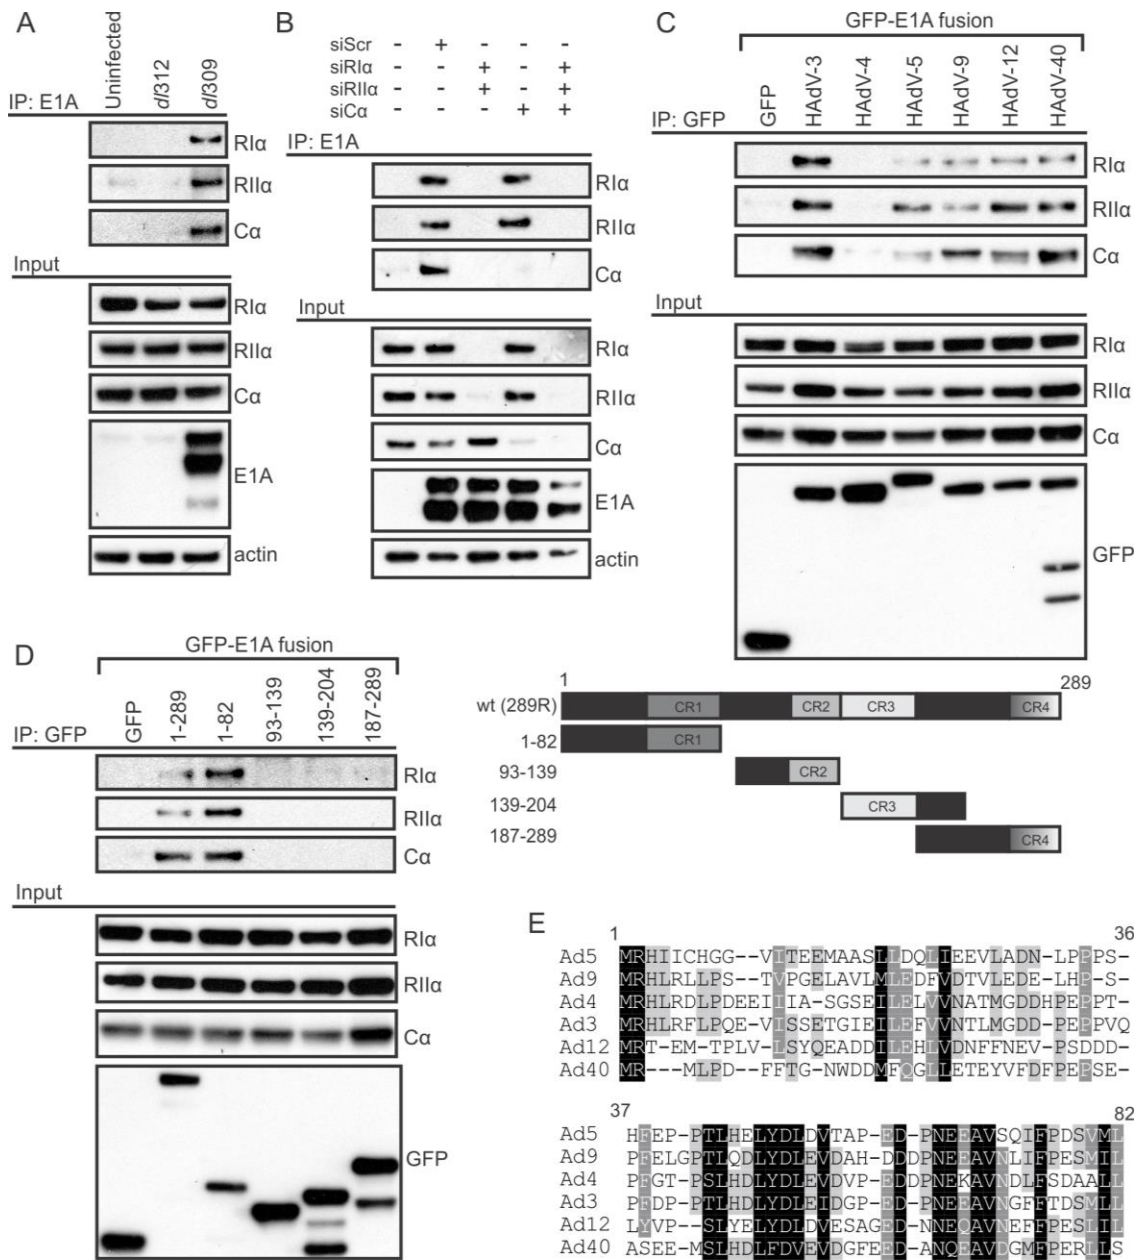 A
Uninfected
dl312
dl309
IP: E1A
RIα
RIIα
Cα
Input
RIα
RIIα
Cα
E1A
actin
B
siScr - + - - -
siRIα - - + - +
siRIIα - - + - +
siCα - - - + +
IP: E1A
RIα
RIIα
Cα
Input
RIα
RIIα
Cα
E1A
actin
C
GFP-E1A fusion
GFP
HAdV-3
HAdV-4
HAdV-5
HAdV-9
HAdV-12
HAdV-40
IP: GFP
RIα
RIIα
Cα
Input
RIα
RIIα
Cα
GFP
D
GFP-E1A fusion
GFP
1-289
1-82
93-139
139-204
187-289
IP: GFP
RIα
RIIα
Cα
Input
RIα
RIIα
Cα
GFP
1 289
wt (289R) CR1 CR2 CR3 CR4
1-82 CR1
93-139 CR2
139-204 CR3
187-289 CR4
E
1 36
Ad5 MRHIICHGG--VITEEMAASLLDQLIEEVLADN-LPPPS-
Ad9 MRHLRLLPS--TVPGELAVLMLEDFVDTVLEDE-LHP-S-
Ad4 MRHLRDLPDEEIIIA-SGSEILELVVNATMGDDHPEPPT-
Ad3 MRHLRFLPQE-VISSETGIEILEFVVNTLMGDD-PEPPVQ
Ad12 MRT-EM-TPLV-LSYQEADDILEHLVDNFFNEV-PSDDD-
Ad40 MR---MLPD--FFTG-NWDDMFQGLLETEYVFDFPEPSE-
37 82
Ad5 HFEPP-PTLHELYDLDVTAP-ED-PNEEAVSQIFPDSVML
Ad9 PFELGPTLQDLYDLEVDAH-DDDPNEEAVNLIFPESMIL
Ad4 PFGT-PSLHDLYDLEVDVP-EDDPNEKAVNDLFSDAALL
Ad3 PFDP-PTLHDLYDLEIDGP-EDDPNEEAVNGFFTDSMLL
Ad12 LYVP--SLYELYDLDVESAGED-NNEQAVNEFFPESLIL
Ad40 ASEE-MSLHDLFDVEVDGFEED-ANQEAVDGMFPERLLS